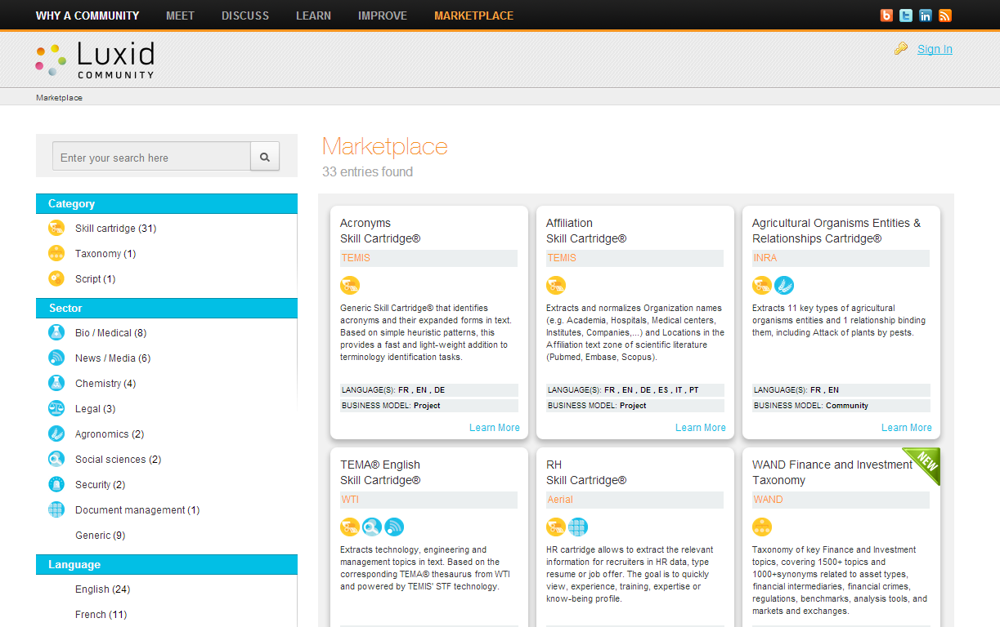 WHY A COMMUNITY MEET DISCUSS LEARN IMPROVE MARKETPLACE
Luxid
COMMUNITY
Sign In
Marketplace
Enter your search here
Category
Skill cartridge (31)
Taxonomy (1)
Script (1)
Sector
Bio / Medical (8)
News / Media (6)
Chemistry (4)
Legal (3)
Agronomics (2)
Social sciences (2)
Security (2)
Document management (1)
Generic (9)
Language
English (24)
French (11)
Marketplace
33 entries found
Acronyms
Skill Cartridge®
TEMIS
Generic Skill Cartridge® that identifies
acronyms and their expanded forms in text.
Based on simple heuristic patterns, this
provides a fast and light-weight addition to
terminology identification tasks.
LANGUAGE(S): FR , EN , DE
BUSINESS MODEL: Project
Learn More
Affiliation
Skill Cartridge®
TEMIS
Extracts and normalizes Organization names
(e.g. Academia, Hospitals, Medical centers,
Institutes, Companies,...) and Locations in the
Affiliation text zone of scientific literature
(Pubmed, Embase, Scopus).
LANGUAGE(S): FR , EN , DE , ES , IT , PT
BUSINESS MODEL: Project
Learn More
Agricultural Organisms Entities &
Relationships Cartridge®
INRA
Extracts 11 key types of agricultural
organisms entities and 1 relationship binding
them, including Attack of plants by pests.
LANGUAGE(S): FR , EN
BUSINESS MODEL: Community
Learn More
TEMA® English
Skill Cartridge®
WTI
Extracts technology, engineering and
management topics in text. Based on the
corresponding TEMA® thesaurus from WTI
and powered by TEMIS' STF technology.
RH
Skill Cartridge®
Aerial
HR cartridge allows to extract the relevant
information for recruiters in HR data, type
resume or job offer. The goal is to quickly
view, experience, training, expertise or
know-being profile.
NEW
WAND Finance and Investment
Taxonomy
WAND
Taxonomy of key Finance and Investment
topics, covering 1500+ topics and
1000+synonyms related to asset types,
financial intermediaries, financial crimes,
regulations, benchmarks, analysis tools, and
markets and exchanges.